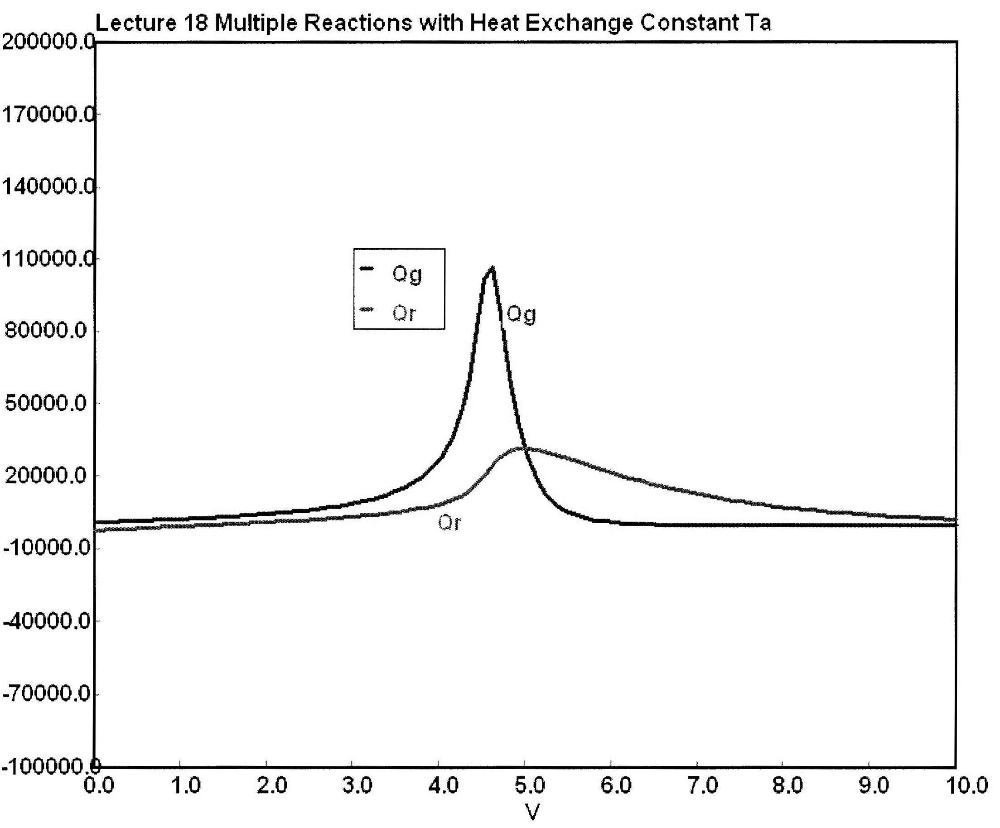 Lecture 18 Multiple Reactions with Heat Exchange Constant Ta
200000.0
170000.0
140000.0
110000.0
Qg
Qr
Qg
80000.0
50000.0
20000.0
Qr
-10000.0
-40000.0
-70000.0
-100000.0
0.0 1.0 2.0 3.0 4.0 5.0 6.0 7.0 8.0 9.0 10.0
V